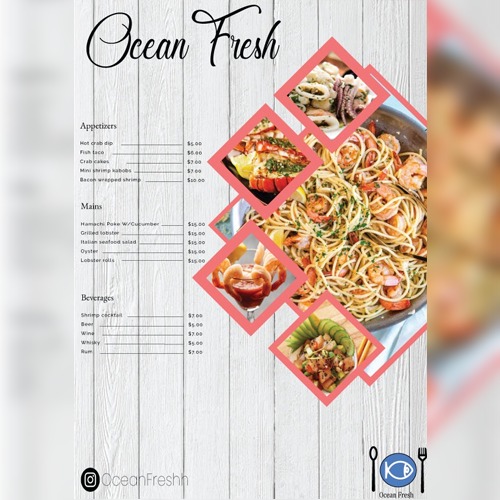 Ocean Fresh
Appetizers
Hot crab dip $5.00
Fish taco $6.00
Crab cakes $7.00
Mini shrimp kabobs $7.00
Bacon wrapped shrimp $10.00
Mains
Hamachi Poke W/Cucumber $15.00
Grilled lobster $15.00
Italian seafood salad $15.00
Oyster $15.00
Lobster rolls $15.00
Beverages
Shrimp cocktail $7.00
Beer $5.00
Wine $7.00
Whisky $5.00
Rum $7.00
OceanFreshh
Ocean Fresh